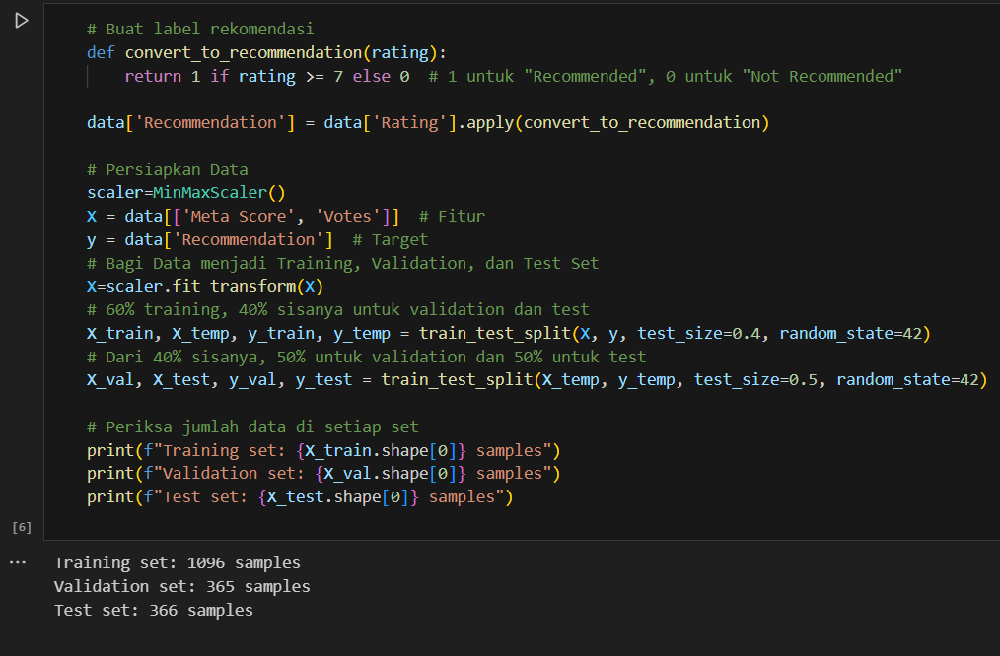 # Buat label rekomendasi
def convert_to_recommendation(rating):
    return 1 if rating >= 7 else 0  # 1 untuk "Recommended", 0 untuk "Not Recommended"
data['Recommendation'] = data['Rating'].apply(convert_to_recommendation)
# Persiapkan Data
scaler=MinMaxScaler()
X = data[['Meta Score', 'Votes']]  # Fitur
y = data['Recommendation']  # Target
# Bagi Data menjadi Training, Validation, dan Test Set
X=scaler.fit_transform(X)
# 60% training, 40% sisanya untuk validation dan test
X_train, X_temp, y_train, y_temp = train_test_split(X, y, test_size=0.4, random_state=42)
# Dari 40% sisanya, 50% untuk validation dan 50% untuk test
X_val, X_test, y_val, y_test = train_test_split(X_temp, y_temp, test_size=0.5, random_state=42)
# Periksa jumlah data di setiap set
print(f"Training set: {X_train.shape[0]} samples")
print(f"Validation set: {X_val.shape[0]} samples")
print(f"Test set: {X_test.shape[0]} samples")
[6]
... Training set: 1096 samples
Validation set: 365 samples
Test set: 366 samples